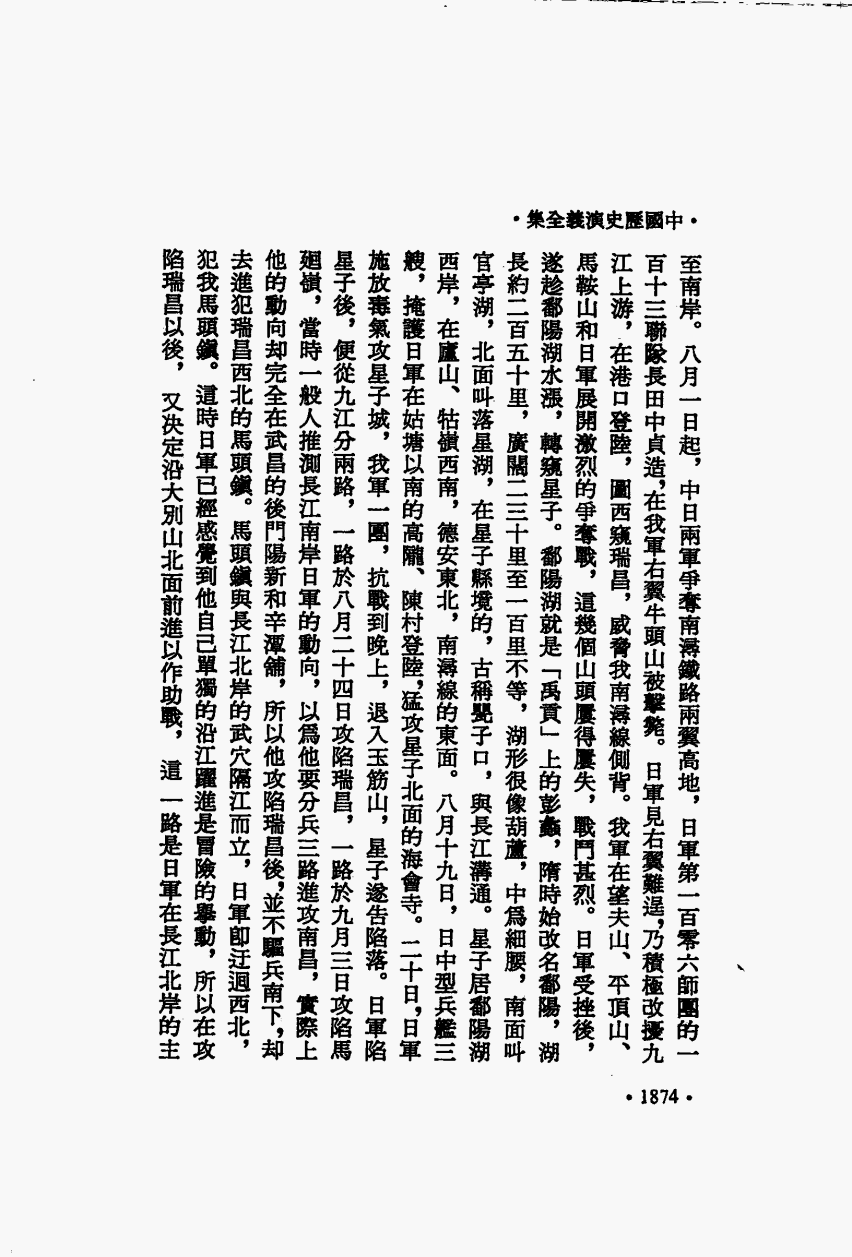 ·中國歷史演義全集·
至南岸。八月一日起，中日兩軍爭奪南潯鐵路兩翼高地，日軍第一百零六師團的一
百十三聯隊長田中貞造，在我軍右翼牛頭山被擊斃。日軍見右翼難逞，乃積極改擾九
江上游，在港口登陸，圖西窺瑞昌，威脅我南潯線側背。我軍在望夫山、平頂山、
馬鞍山和日軍展開激烈的爭奪戰，這幾個山頭屢得屢失，戰鬥甚烈。日軍受挫後，
遂趁鄱陽湖水漲，轉窺星子。鄱陽湖就是「禹貢」上的彭蠡，隋時始改名鄱陽，湖
長約二百五十里，廣闊二三十里至一百里不等，湖形很像葫蘆，中爲細腰，南面叫
官亭湖，北面叫落星湖，在星子縣境的，古稱甖子口，與長江溝通。星子居鄱陽湖
西岸，在廬山、牯嶺西南，德安東北，南潯線的東面。八月十九日，日中型兵艦三
艘，掩護日軍在姑塘以南的高隴、陳村登陸，猛攻星子北面的海會寺。二十日，日軍
施放毒氣攻星子城，我軍一團，抗戰到晚上，退入玉筋山，星子遂告陷落。日軍陷
星子後，便從九江分兩路，一路於八月二十四日攻陷瑞昌，一路於九月三日攻陷馬
廻嶺，當時一般人推測長江南岸日軍的動向，以爲他要分兵三路進攻南昌，實際上
他的動向却完全在武昌的後門陽新和辛潭舖，所以他攻陷瑞昌後，並不驅兵南下，却
去進犯瑞昌西北的馬頭鎭。馬頭鎭與長江北岸的武穴隔江而立，日軍卽迂迴西北，
犯我馬頭鎭。這時日軍已經感覺到他自己單獨的沿江躍進是冒險的舉動，所以在攻
陷瑞昌以後，又決定沿大別山北面前進以作助戰，這一路是日軍在長江北岸的主
·1874·